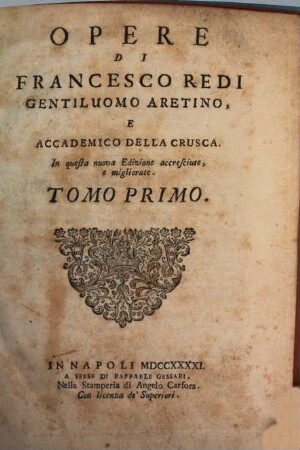 OPERE
DI
FRANCESCO REDI
GENTILUOMO ARETINO,
E
ACCADEMICO DELLA CRUSCA.
In questa nuova Edizione accresciute,
e migliorate.
TOMO PRIMO.
IN NAPOLI MDCCXXXXI.
A SPESE DI RAFFAELE GESSARI.
Nella Stamperia di Angelo Carfora.
Con licenza de' Superiori.